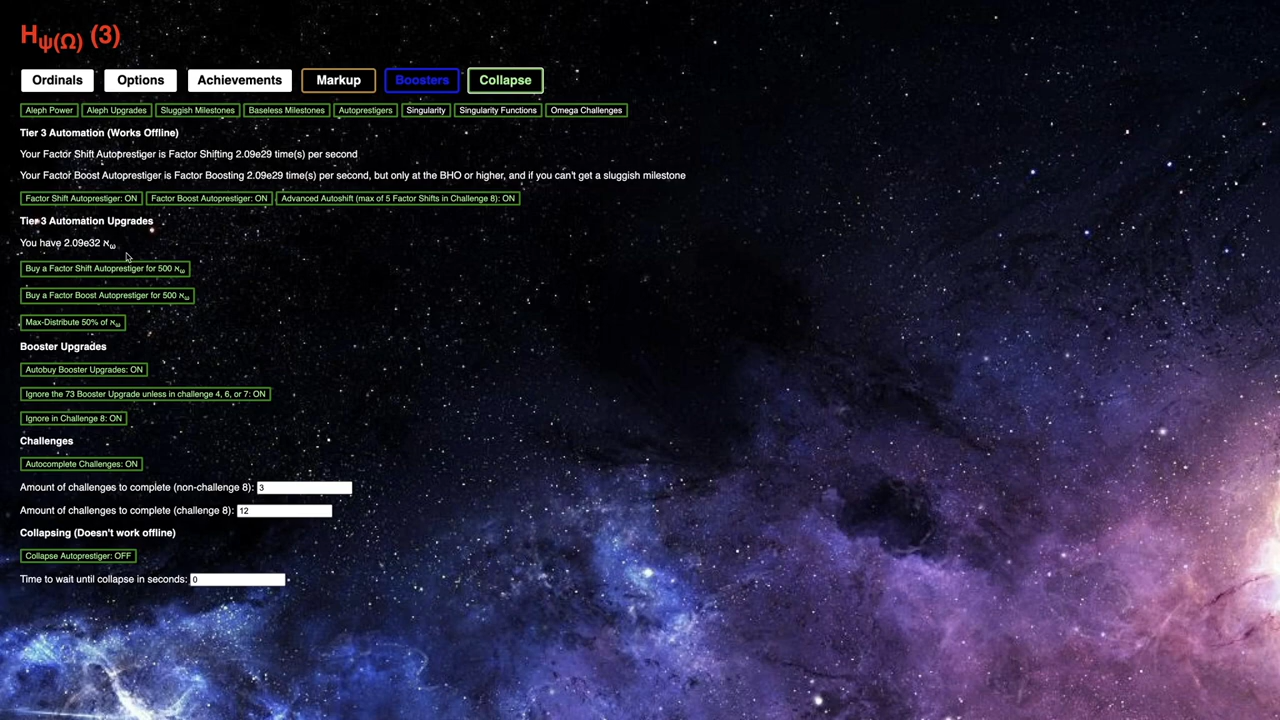 Hψ(Ω) (3)
Ordinals Options Achievements Markup Boosters Collapse
Aleph Power Aleph Upgrades Sluggish Milestones Baseless Milestones Autoprestigers Singularity Singularity Functions Omega Challenges
Tier 3 Automation (Works Offline)
Your Factor Shift Autoprestiger is Factor Shifting 2.09e29 time(s) per second
Your Factor Boost Autoprestiger is Factor Boosting 2.09e29 time(s) per second, but only at the BHO or higher, and if you can't get a sluggish milestone
Factor Shift Autoprestiger: ON Factor Boost Autoprestiger: ON Advanced Autoshift (max of 5 Factor Shifts in Challenge 8): ON
Tier 3 Automation Upgrades
You have 2.09e32 ℵω
Buy a Factor Shift Autoprestiger for 500 ℵω
Buy a Factor Boost Autoprestiger for 500 ℵω
Max-Distribute 50% of ℵω
Booster Upgrades
Autobuy Booster Upgrades: ON
Ignore the 73 Booster Upgrade unless in challenge 4, 6, or 7: ON
Ignore in Challenge 8: ON
Challenges
Autocomplete Challenges: ON
Amount of challenges to complete (non-challenge 8): 3
Amount of challenges to complete (challenge 8): 12
Collapsing (Doesn't work offline)
Collapse Autoprestiger: OFF
Time to wait until collapse in seconds: 0